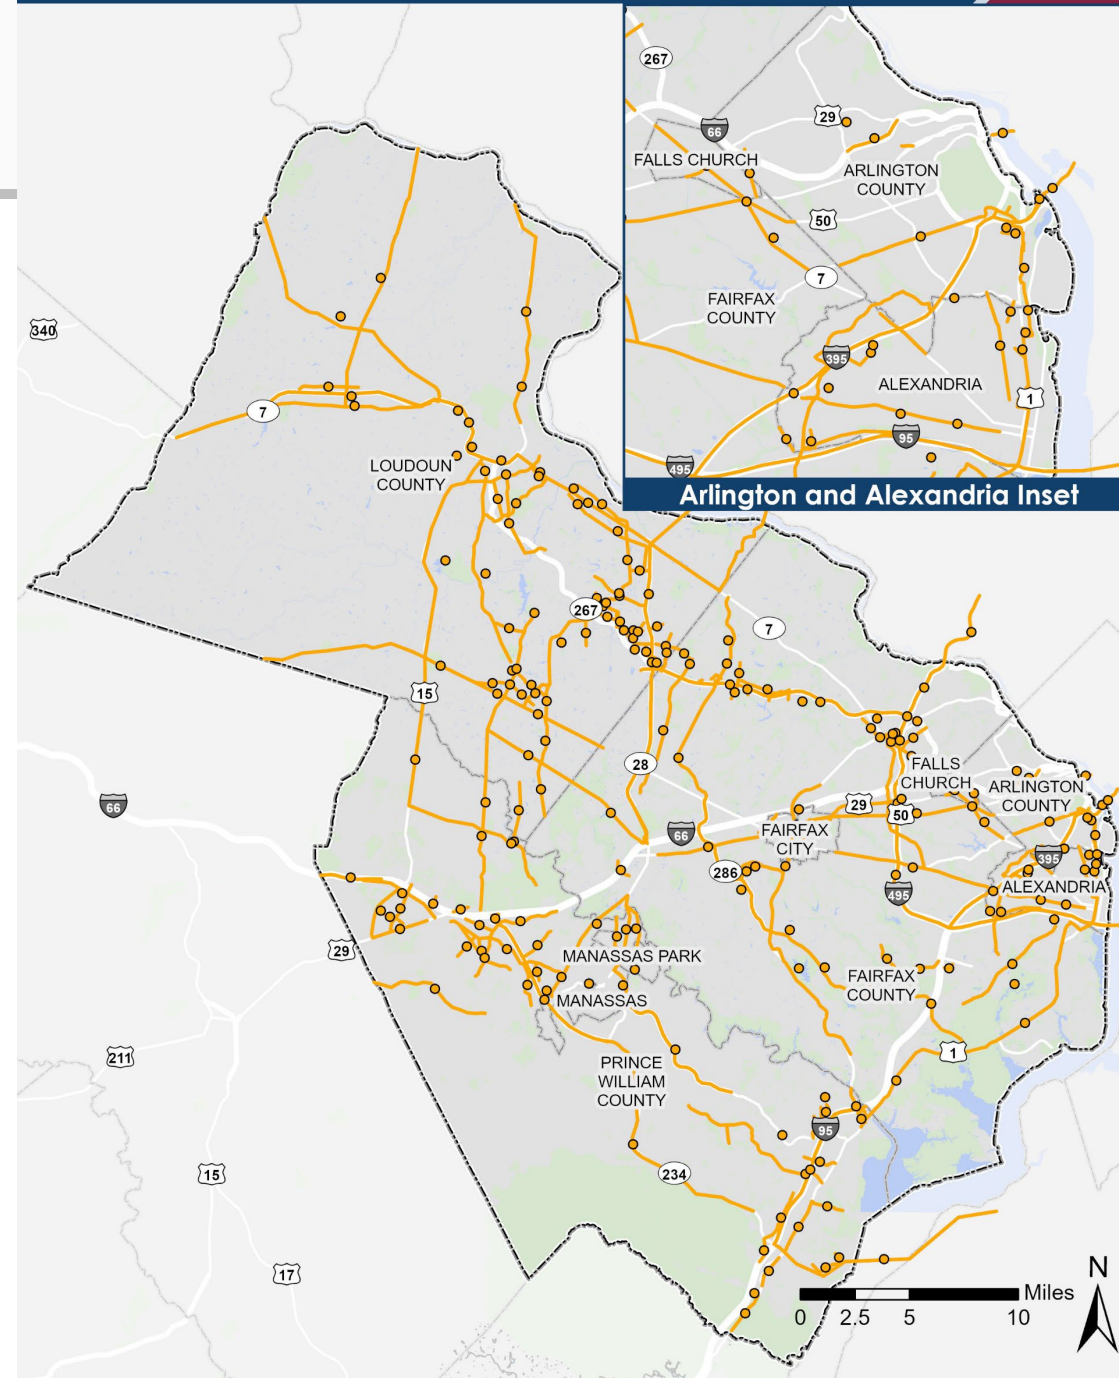 267
66
29
FALLS CHURCH
ARLINGTON
COUNTY
50
7
FAIRFAX
COUNTY
395
ALEXANDRIA
1
95
495
Arlington and Alexandria Inset
340
7
LOUDOUN
COUNTY
267
7
15
28
66
FALLS
CHURCH
ARLINGTON
COUNTY
29
50
66
FAIRFAX
CITY
395
286
495
ALEXANDRIA
29
MANASSAS PARK
FAIRFAX
COUNTY
MANASSAS
211
1
PRINCE
WILLIAM
COUNTY
95
15
234
17
N
Miles
0
2.5
5
10